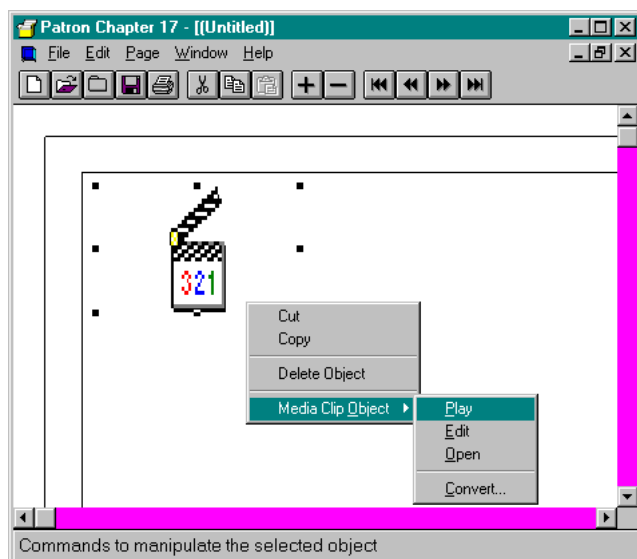 Patron Chapter 17 - [(Untitled)]
File Edit Page Window Help
321
Cut
Copy
Delete Object
Media Clip Object
Play
Edit
Open
Convert...
Commands to manipulate the selected object